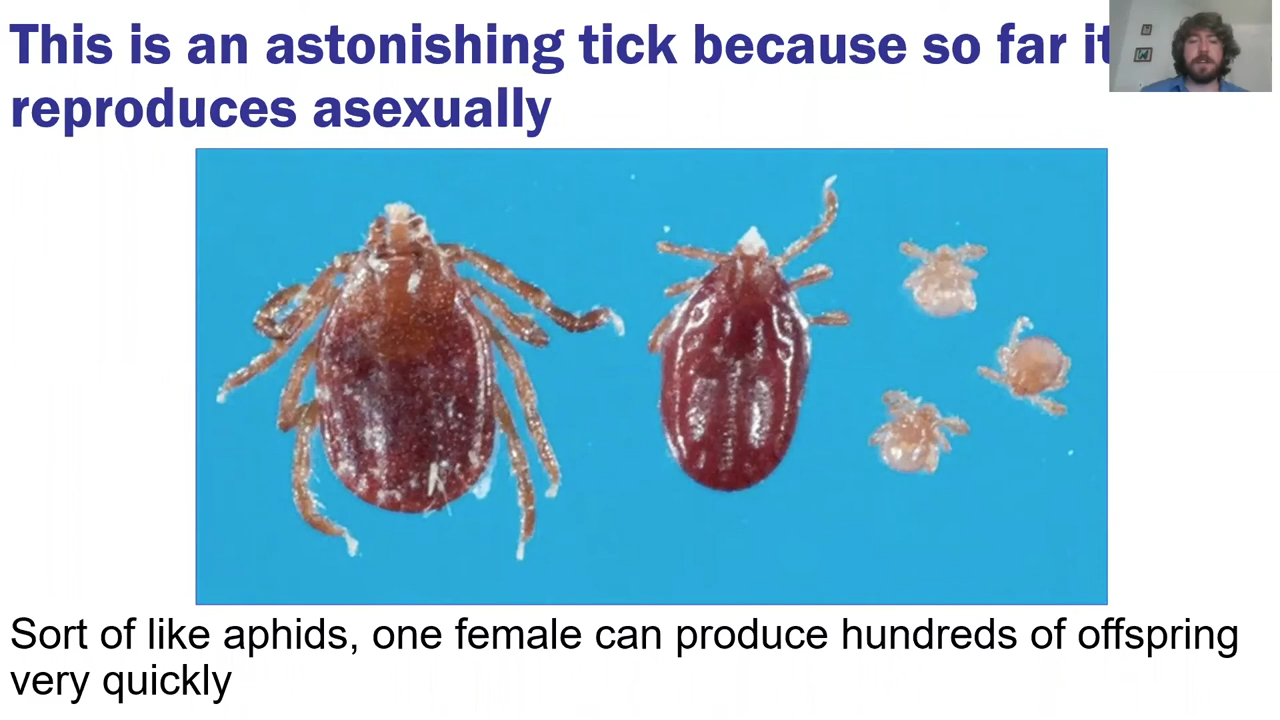 This is an astonishing tick because so far it
reproduces asexually
Sort of like aphids, one female can produce hundreds of offspring
very quickly